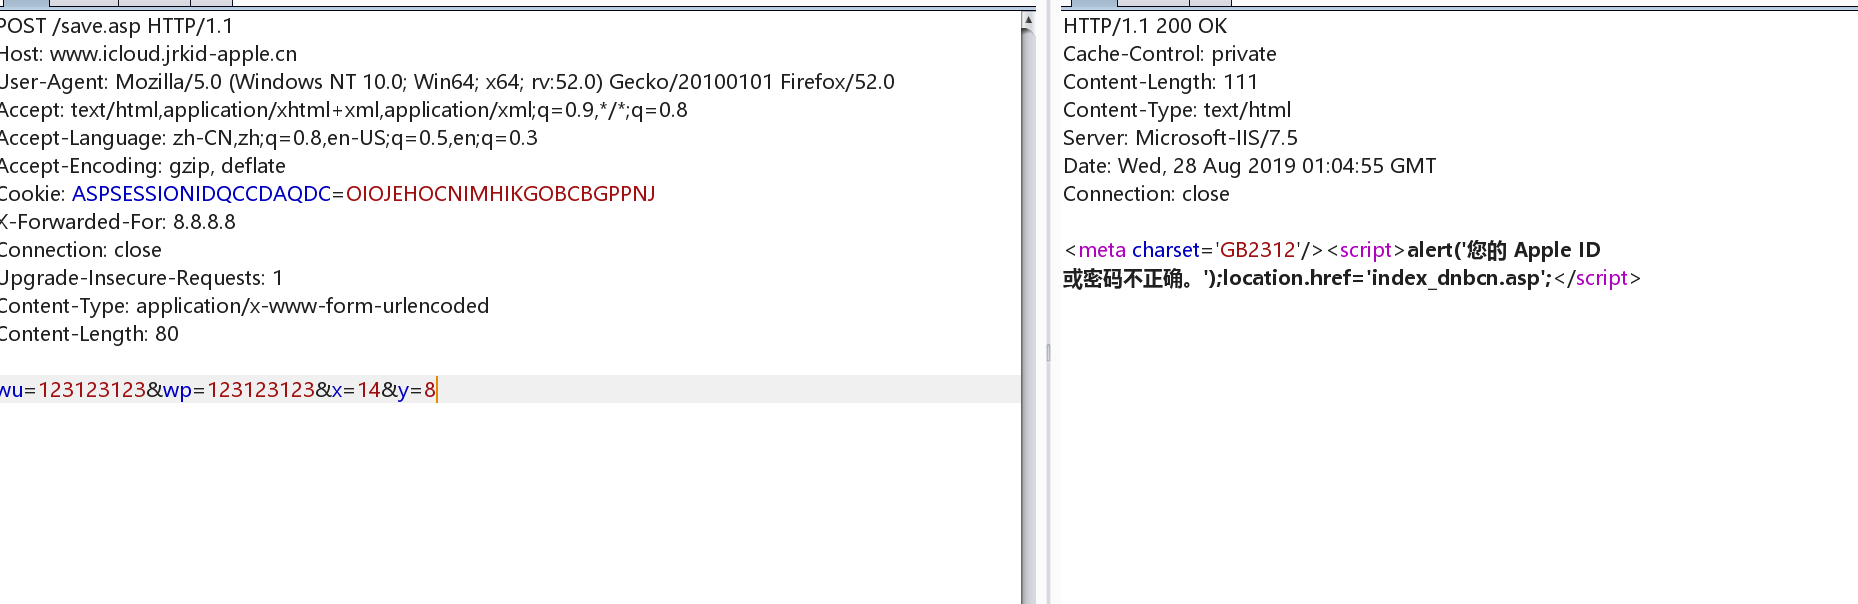 POST /save.asp HTTP/1.1
Host: www.icloud.jrkid-apple.cn
User-Agent: Mozilla/5.0 (Windows NT 10.0; Win64; x64; rv:52.0) Gecko/20100101 Firefox/52.0
Accept: text/html,application/xhtml+xml,application/xml;q=0.9,*/*;q=0.8
Accept-Language: zh-CN,zh;q=0.8,en-US;q=0.5,en;q=0.3
Accept-Encoding: gzip, deflate
Cookie: ASPSESSIONIDQCCDAQDC=OIOJEHOCNIMHIKGOBCBGPPNJ
X-Forwarded-For: 8.8.8.8
Connection: close
Upgrade-Insecure-Requests: 1
Content-Type: application/x-www-form-urlencoded
Content-Length: 80
wu=123123123&wp=123123123&x=14&y=8
HTTP/1.1 200 OK
Cache-Control: private
Content-Length: 111
Content-Type: text/html
Server: Microsoft-IIS/7.5
Date: Wed, 28 Aug 2019 01:04:55 GMT
Connection: close
<meta charset='GB2312'/><script>alert('您的 Apple ID
或密码不正确。');location.href='index_dnbcn.asp';</script>